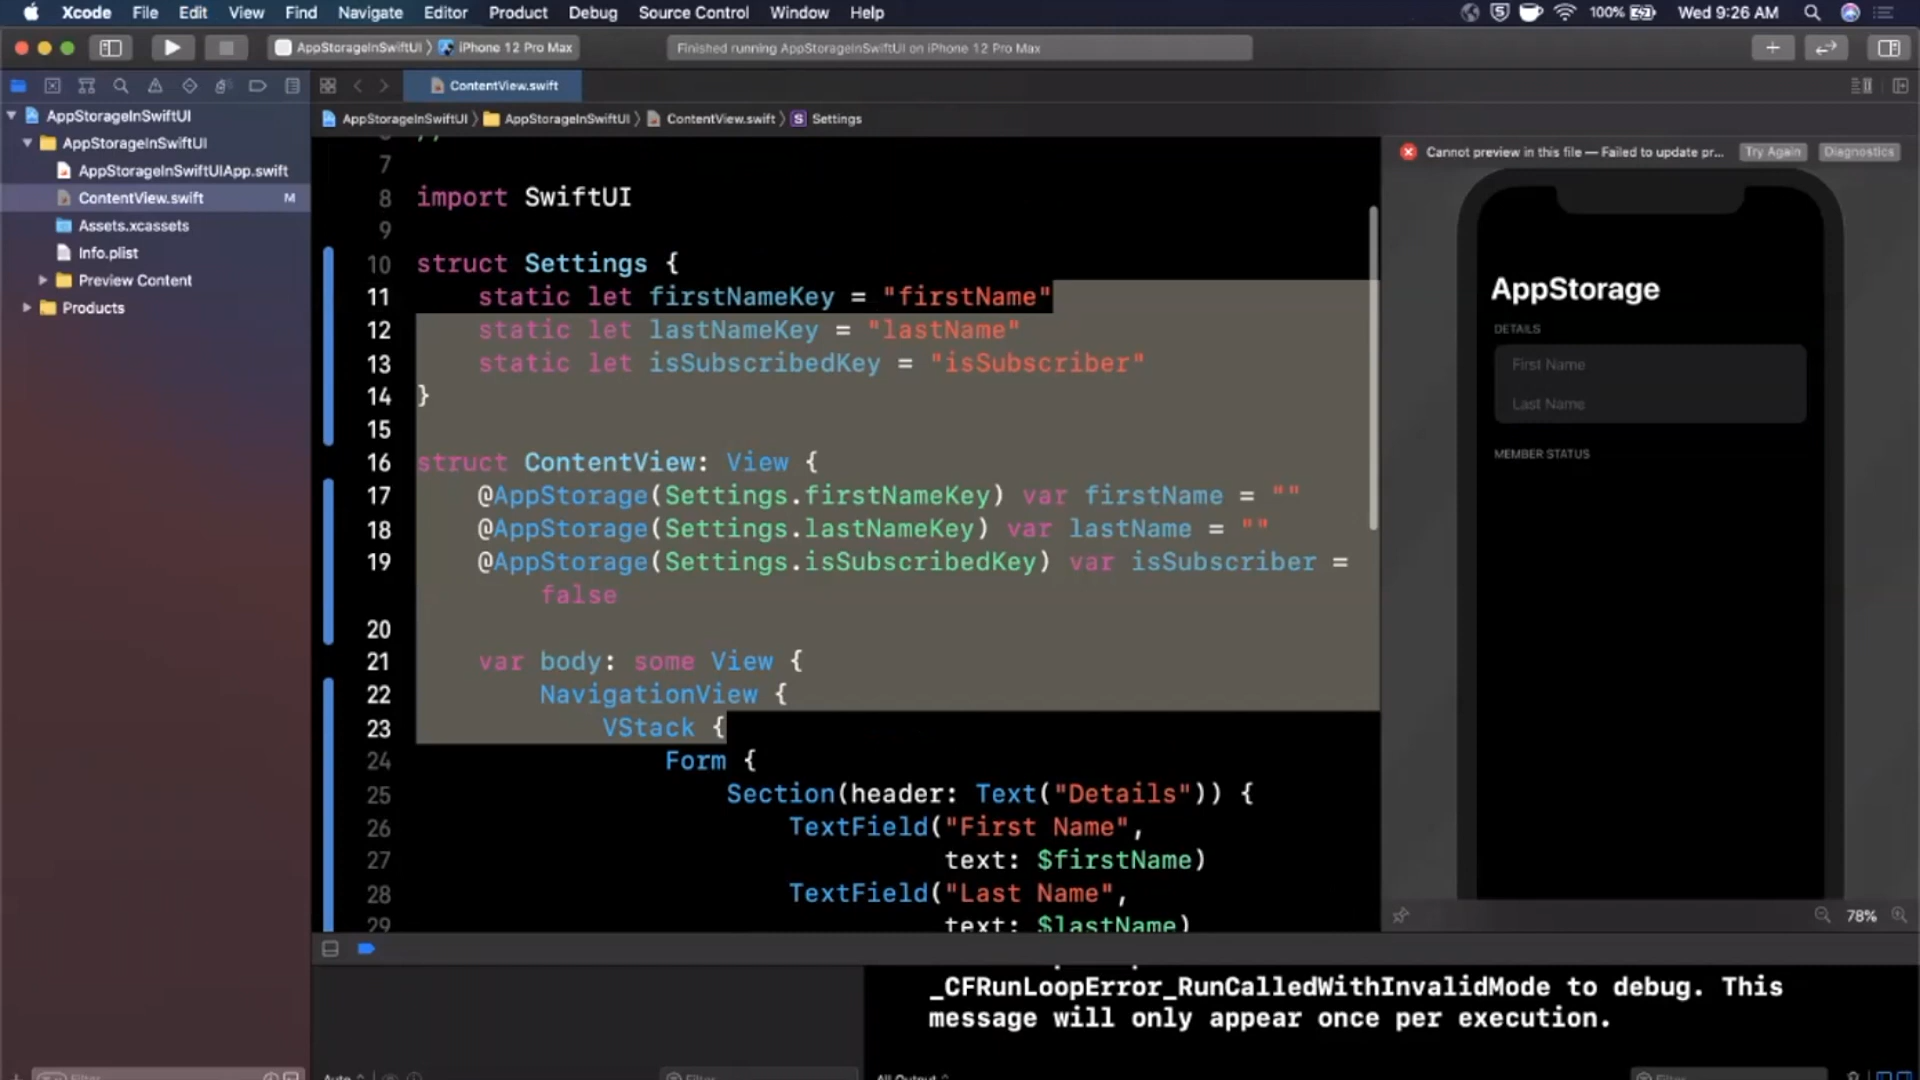 Xcode File Edit View Find Navigate Editor Product Debug Source Control Window Help
100% Wed 9:26 AM
AppStorageInSwiftUI iPhone 12 Pro Max
Finished running AppStorageInSwiftUI on iPhone 12 Pro Max
ContentView.swift
AppStorageInSwiftUI
AppStorageInSwiftUI
AppStorageInSwiftUIApp.swift
ContentView.swift M
Assets.xcassets
Info.plist
Preview Content
Products
AppStorageInSwiftUI AppStorageInSwiftUI ContentView.swift S Settings
7
8 import SwiftUI
9
10 struct Settings {
11 static let firstNameKey = "firstName"
12 static let lastNameKey = "lastName"
13 static let isSubscribedKey = "isSubscriber"
14 }
15
16 struct ContentView: View {
17 @AppStorage(Settings.firstNameKey) var firstName = ""
18 @AppStorage(Settings.lastNameKey) var lastName = ""
19 @AppStorage(Settings.isSubscribedKey) var isSubscriber =
false
20
21 var body: some View {
22 NavigationView {
23 VStack {
24 Form {
25 Section(header: Text("Details")) {
26 TextField("First Name",
27 text: $firstName)
28 TextField("Last Name",
29 text: $lastName)
Cannot preview in this file — Failed to update pr... Try Again Diagnostics
AppStorage
DETAILS
First Name
Last Name
MEMBER STATUS
78%
_CFRunLoopError_RunCalledWithInvalidMode to debug. This
message will only appear once per execution.